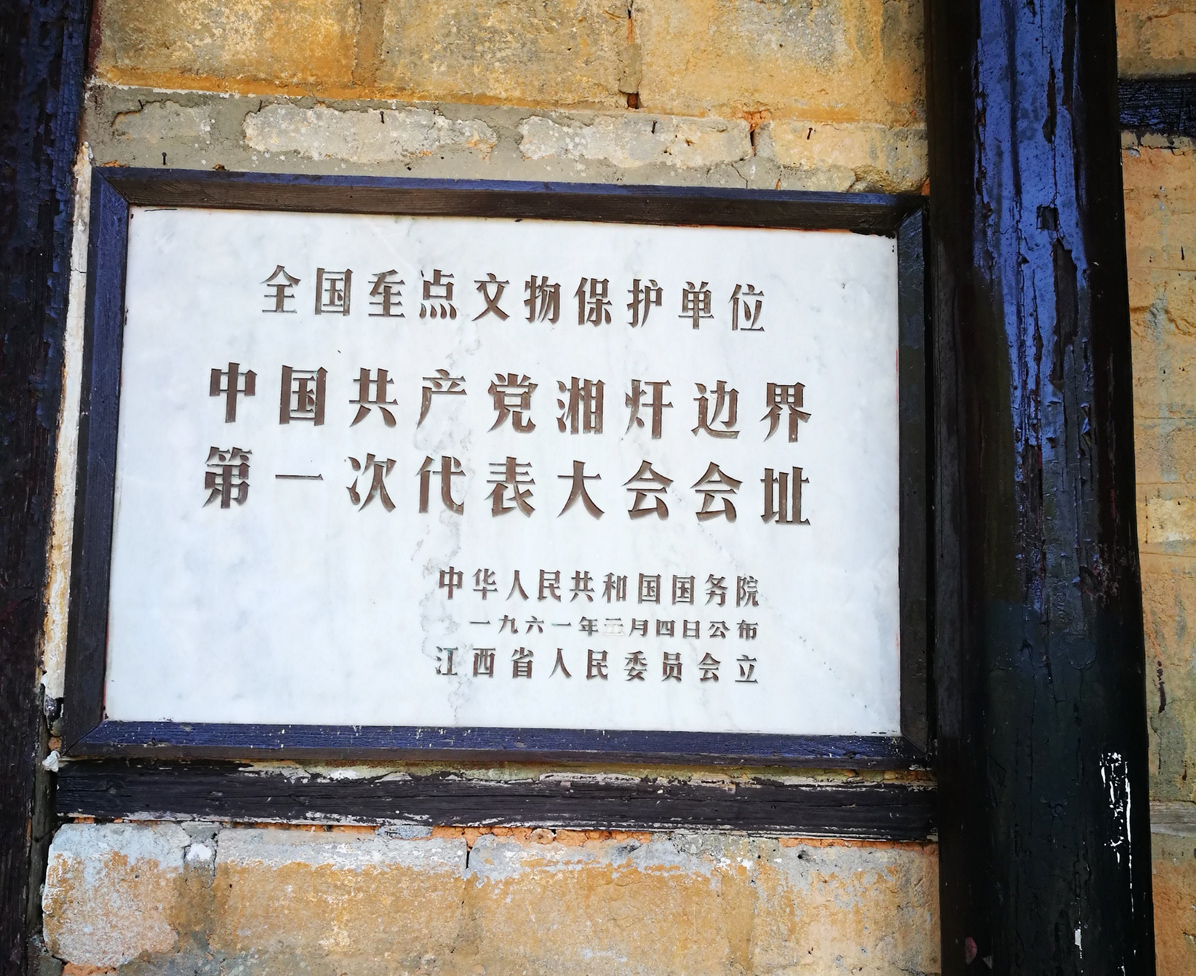 全国重点文物保护单位
中国共产党湘赣边界
第一次代表大会会址
中华人民共和国国务院
一九六一年三月四日公布
江西省人民委员会立